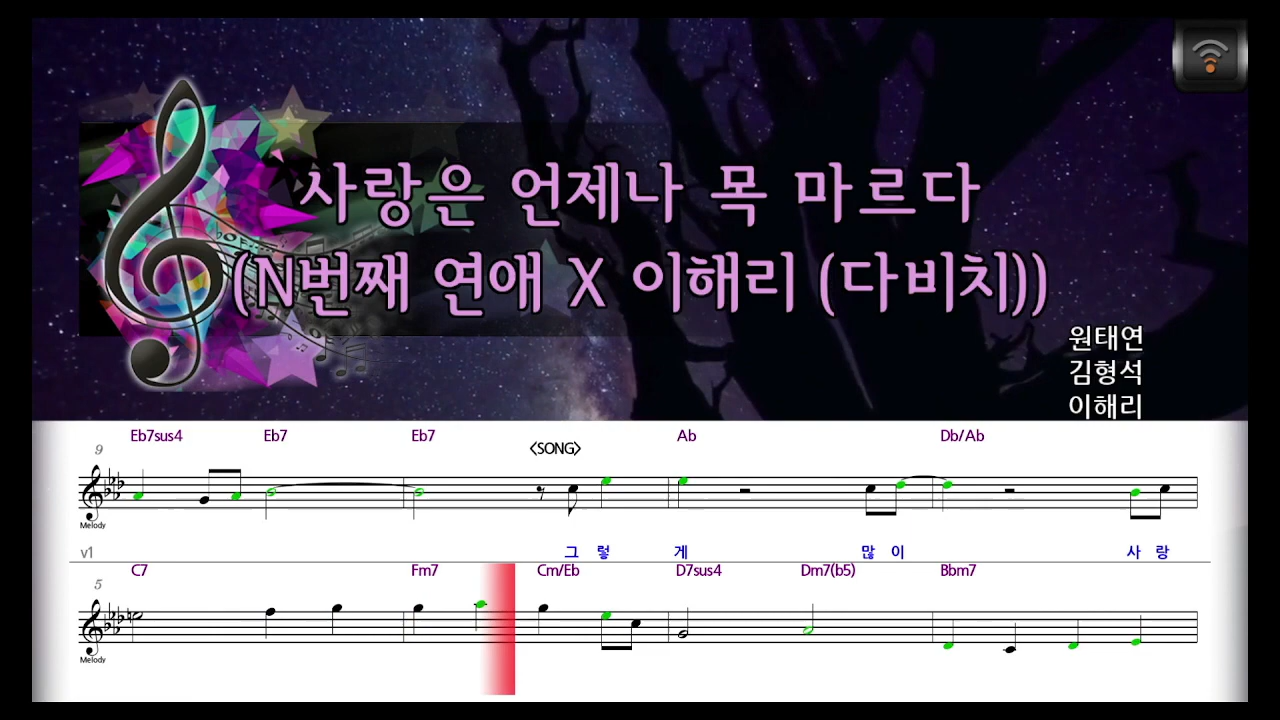 사랑은 언제나 목 마르다
(N번째 연애 X 이해리 (다비치))
원태연
김형석
이해리
Eb7sus4 Eb7 Eb7 <SONG> Ab Db/Ab
9
Melody
v1 그 렇 게 많 이 사 랑
C7 Fm7 Cm/Eb D7sus4 Dm7(b5) Bbm7
5
Melody